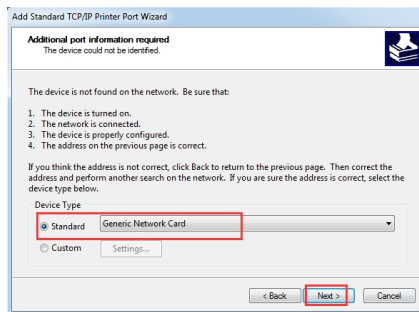 Add Standard TCP/IP Printer Port Wizard
Additional port information required
The device could not be identified.
The device is not found on the network. Be sure that:
1. The device is turned on.
2. The network is connected.
3. The device is properly configured.
4. The address on the previous page is correct.
If you think the address is not correct, click Back to return to the previous page. Then correct the
address and perform another search on the network. If you are sure the address is correct, select the
device type below.
Device Type
Standard Generic Network Card
Custom Settings...
< Back Next > Cancel